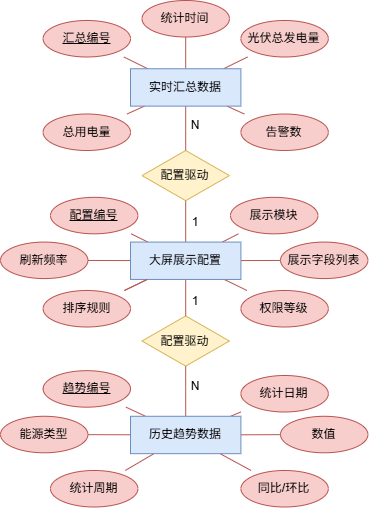 统计时间
汇总编号
光伏总发电量
实时汇总数据
总用电量
N
告警数
配置驱动
配置编号
1
展示模块
刷新频率
大屏展示配置
展示字段列表
排序规则
1
权限等级
配置驱动
趋势编号
N
统计日期
能源类型
历史趋势数据
数值
统计周期
同比/环比